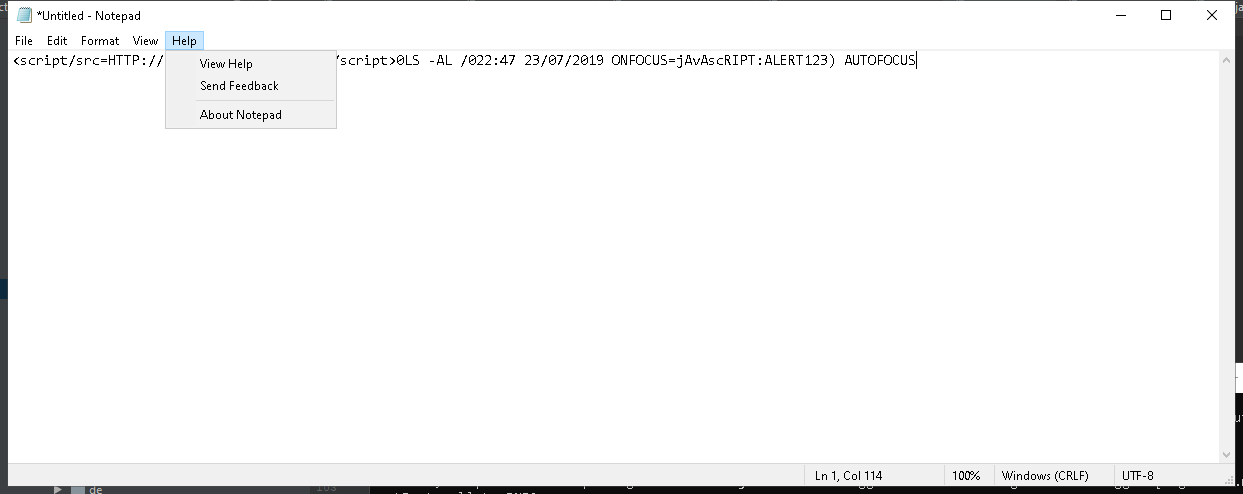 *Untitled - Notepad
File Edit Format View Help
<script/src=HTTP:// /script>0LS -AL /022:47 23/07/2019 ONFOCUS=jAvAscRIPT:ALERT123) AUTOFOCUS
View Help
Send Feedback
About Notepad
Ln 1, Col 114 100% Windows (CRLF) UTF-8
de